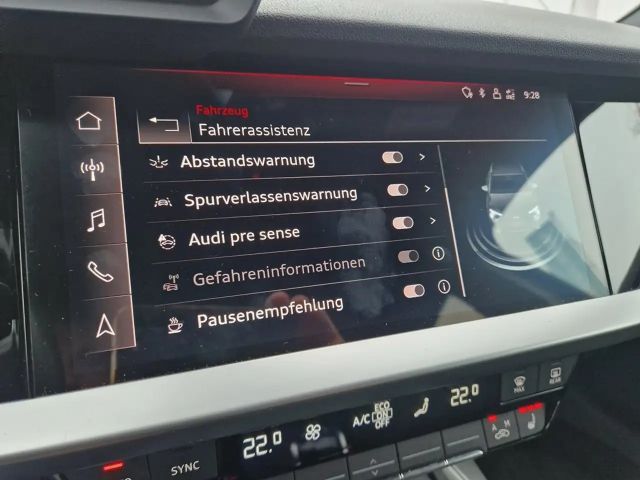 9:28
Fahrzeug
Fahrerassistenz
Abstandswarnung
Spurverlassenswarnung
Audi pre sense
Gefahreninformationen
Pausenempfehlung
MAX
REAR
22.0
A/C
ECO
ON
OFF
22.0
A M
SYNC